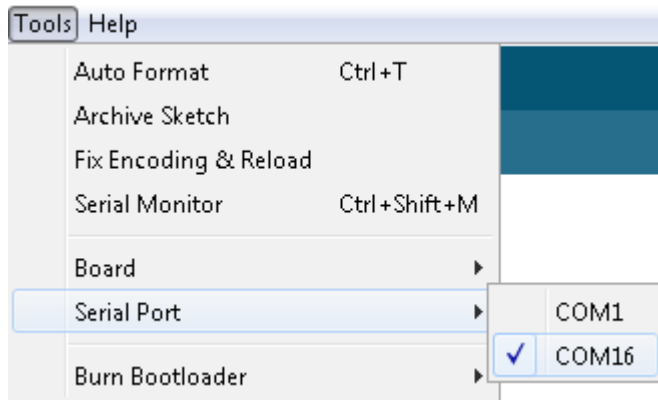 Tools Help
Auto Format Ctrl+T
Archive Sketch
Fix Encoding & Reload
Serial Monitor Ctrl+Shift+M
Board
Serial Port
COM1
COM16
Burn Bootloader